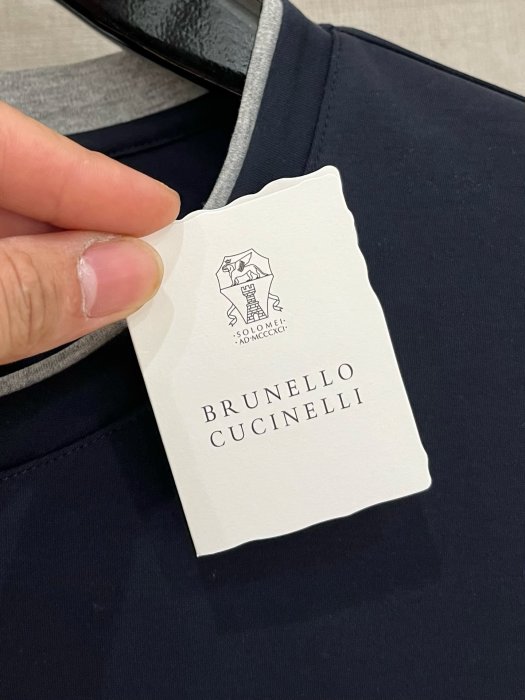 ·SOLOMEI·
·AD·MCCCXCI·
BRUNELLO
CUCINELLI